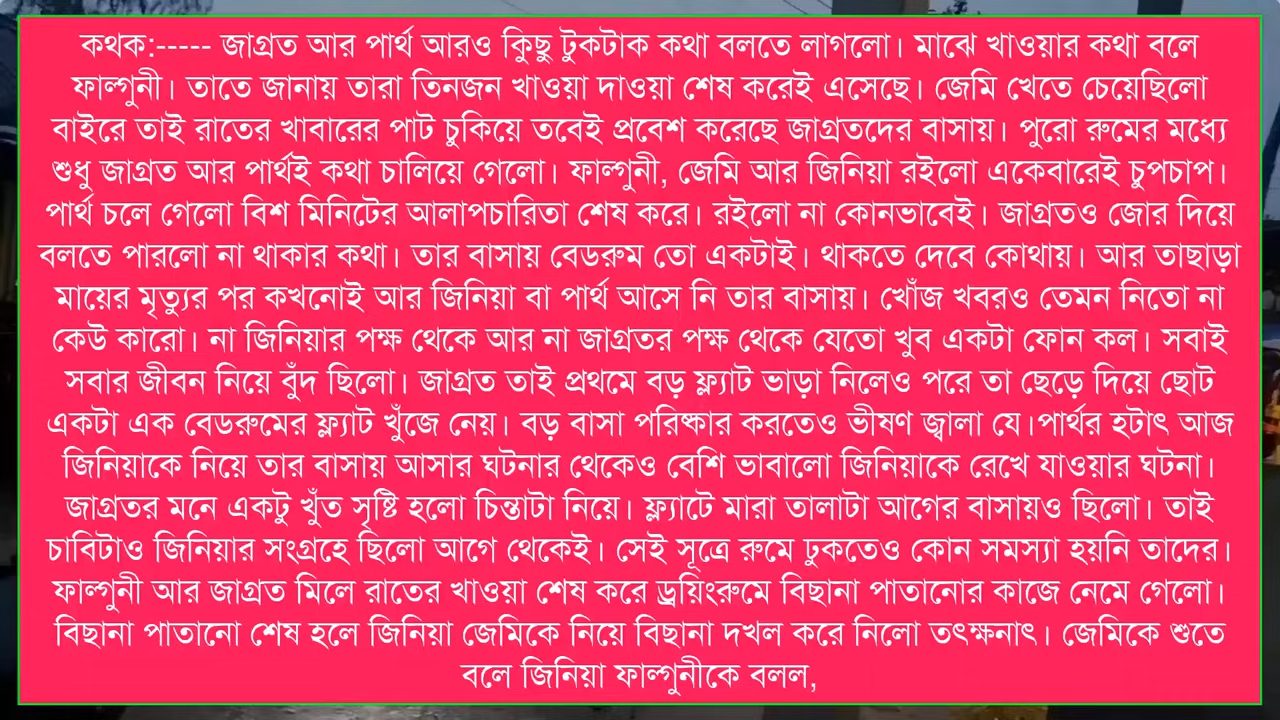 কথক:----- জাগ্রত আর পার্থ আরও কিুছু টুকটাক কথা বলতে লাগলো। মাঝে খাওয়ার কথা বলে
ফাল্গুনী। তাতে জানায় তারা তিনজন খাওয়া দাওয়া শেষ করেই এসেছে। জেমি খেতে চেয়েছিলো
বাইরে তাই রাতের খাবারের পাট চুকিয়ে তবেই প্রবেশ করেছে জাগ্রতদের বাসায়। পুরো রুমের মধ্যে
শুধু জাগ্রত আর পার্থই কথা চালিয়ে গেলো। ফাল্গুনী, জেমি আর জিনিয়া রইলো একেবারেই চুপচাপ।
পার্থ চলে গেলো বিশ মিনিটের আলাপচারিতা শেষ করে। রইলো না কোনভাবেই। জাগ্রতও জোর দিয়ে
বলতে পারলো না থাকার কথা। তার বাসায় বেডরুম তো একটাই। থাকতে দেবে কোথায়। আর তাছাড়া
মায়ের মৃত্যুর পর কখনোই আর জিনিয়া বা পার্থ আসে নি তার বাসায়। খোঁজ খবরও তেমন নিতো না
কেউ কারো। না জিনিয়ার পক্ষ থেকে আর না জাগ্রতর পক্ষ থেকে যেতো খুব একটা ফোন কল। সবাই
সবার জীবন নিয়ে বুঁদ ছিলো। জাগ্রত তাই প্রথমে বড় ফ্ল্যাট ভাড়া নিলেও পরে তা ছেড়ে দিয়ে ছোট
একটা এক বেডরুমের ফ্ল্যাট খুঁজে নেয়। বড় বাসা পরিষ্কার করতেও ভীষণ জ্বালা যে।পার্থর হটাৎ আজ
জিনিয়াকে নিয়ে তার বাসায় আসার ঘটনার থেকেও বেশি ভাবালো জিনিয়াকে রেখে যাওয়ার ঘটনা।
জাগ্রতর মনে একটু খুঁত সৃষ্টি হলো চিন্তাটা নিয়ে। ফ্ল্যাটে মারা তালাটা আগের বাসায়ও ছিলো। তাই
চাবিটাও জিনিয়ার সংগ্রহে ছিলো আগে থেকেই। সেই সূত্রে রুমে ঢুকতেও কোন সমস্যা হয়নি তাদের।
ফাল্গুনী আর জাগ্রত মিলে রাতের খাওয়া শেষ করে ড্রয়িংরুমে বিছানা পাতানোর কাজে নেমে গেলো।
বিছানা পাতানো শেষ হলে জিনিয়া জেমিকে নিয়ে বিছানা দখল করে নিলো তৎক্ষনাৎ। জেমিকে শুতে
বলে জিনিয়া ফাল্গুনীকে বলল,